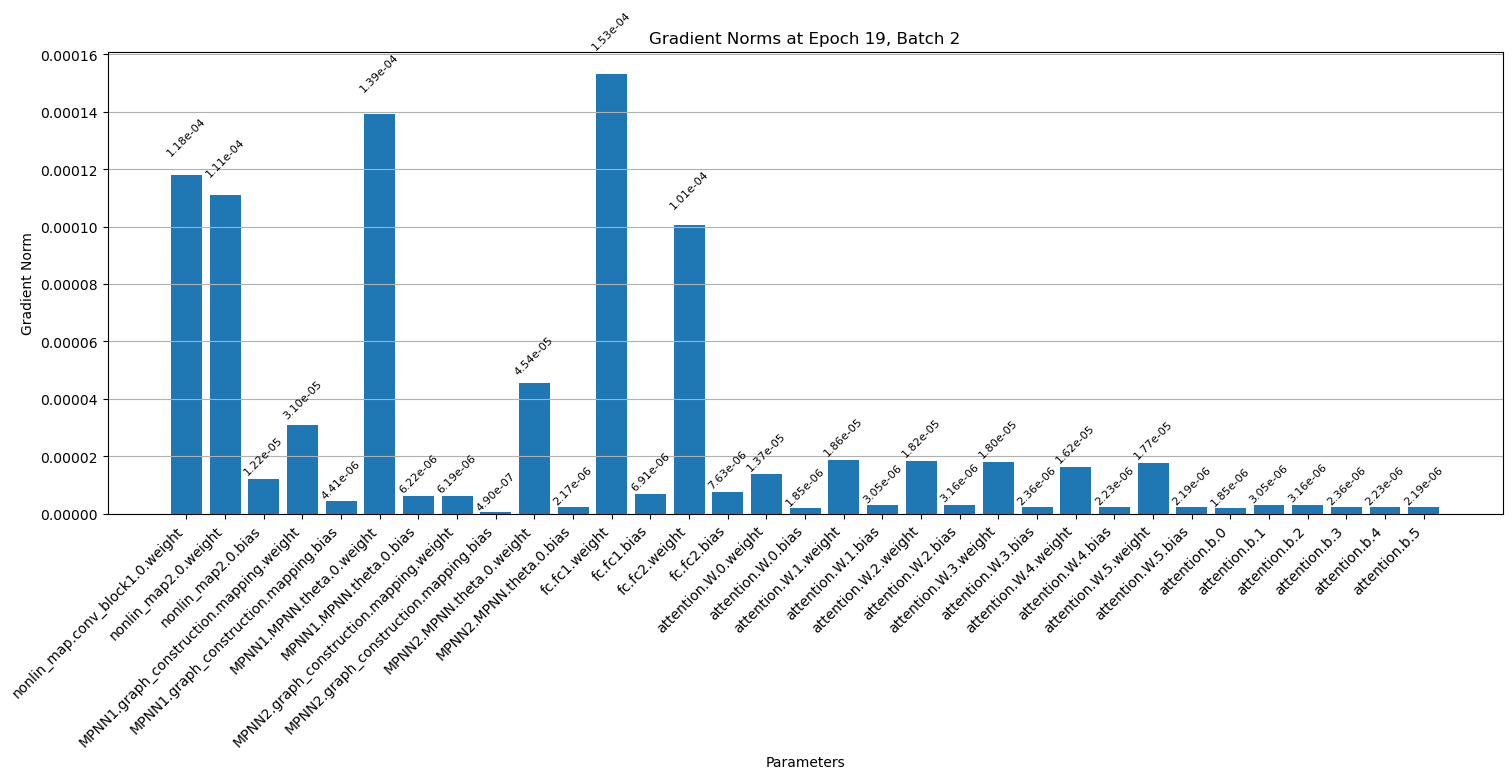 Gradient Norms at Epoch 19, Batch 2
Gradient Norm
0.00016
0.00014
0.00012
0.00010
0.00008
0.00006
0.00004
0.00002
0.00000
1.18e-04
1.11e-04
1.22e-05
3.10e-05
4.41e-06
1.39e-04
6.22e-06
6.19e-06
4.90e-07
4.54e-05
2.17e-06
1.53e-04
6.91e-06
1.01e-04
7.63e-06
1.37e-05
1.85e-06
1.86e-05
3.05e-06
1.82e-05
3.16e-06
1.80e-05
2.36e-06
1.62e-05
2.23e-06
1.77e-05
2.19e-06
1.85e-06
3.05e-06
3.16e-06
2.36e-06
2.23e-06
2.19e-06
nonlin_map.conv_block1.0.weight
nonlin_map2.0.weight
nonlin_map2.0.bias
MPNN1.graph_construction.mapping.weight
MPNN1.graph_construction.mapping.bias
MPNN1.MPNN.theta.0.weight
MPNN1.MPNN.theta.0.bias
MPNN2.graph_construction.mapping.weight
MPNN2.graph_construction.mapping.bias
MPNN2.MPNN.theta.0.weight
MPNN2.MPNN.theta.0.bias
fc.fc1.weight
fc.fc1.bias
fc.fc2.weight
fc.fc2.bias
attention.W.0.weight
attention.W.0.bias
attention.W.1.weight
attention.W.1.bias
attention.W.2.weight
attention.W.2.bias
attention.W.3.weight
attention.W.3.bias
attention.W.4.weight
attention.W.4.bias
attention.W.5.weight
attention.W.5.bias
attention.b.0
attention.b.1
attention.b.2
attention.b.3
attention.b.4
attention.b.5
Parameters